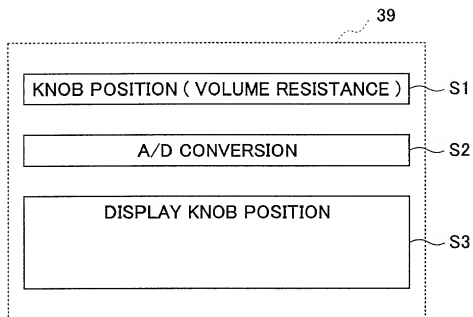 39
KNOB POSITION ( VOLUME RESISTANCE )
S1
A/D CONVERSION
S2
DISPLAY KNOB POSITION
S3